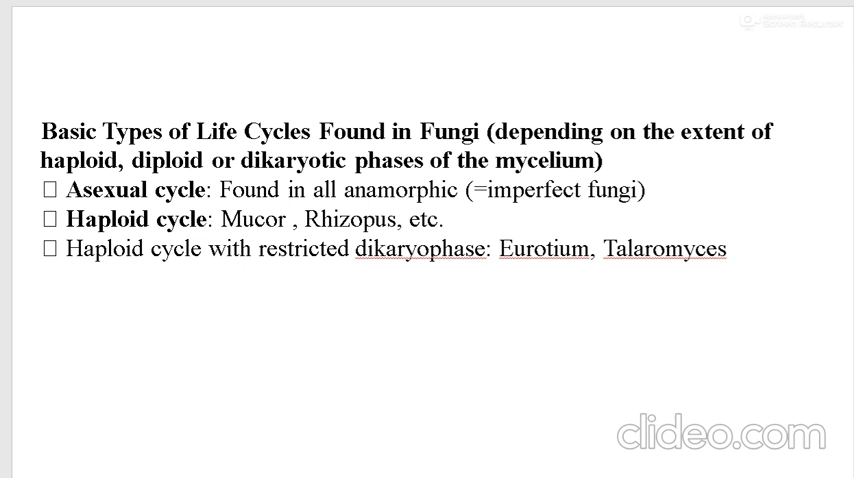 Basic Types of Life Cycles Found in Fungi (depending on the extent of
haploid, diploid or dikaryotic phases of the mycelium)
□ Asexual cycle: Found in all anamorphic (=imperfect fungi)
□ Haploid cycle: Mucor , Rhizopus, etc.
□ Haploid cycle with restricted dikaryophase: Eurotium, Talaromyces
clideo.com